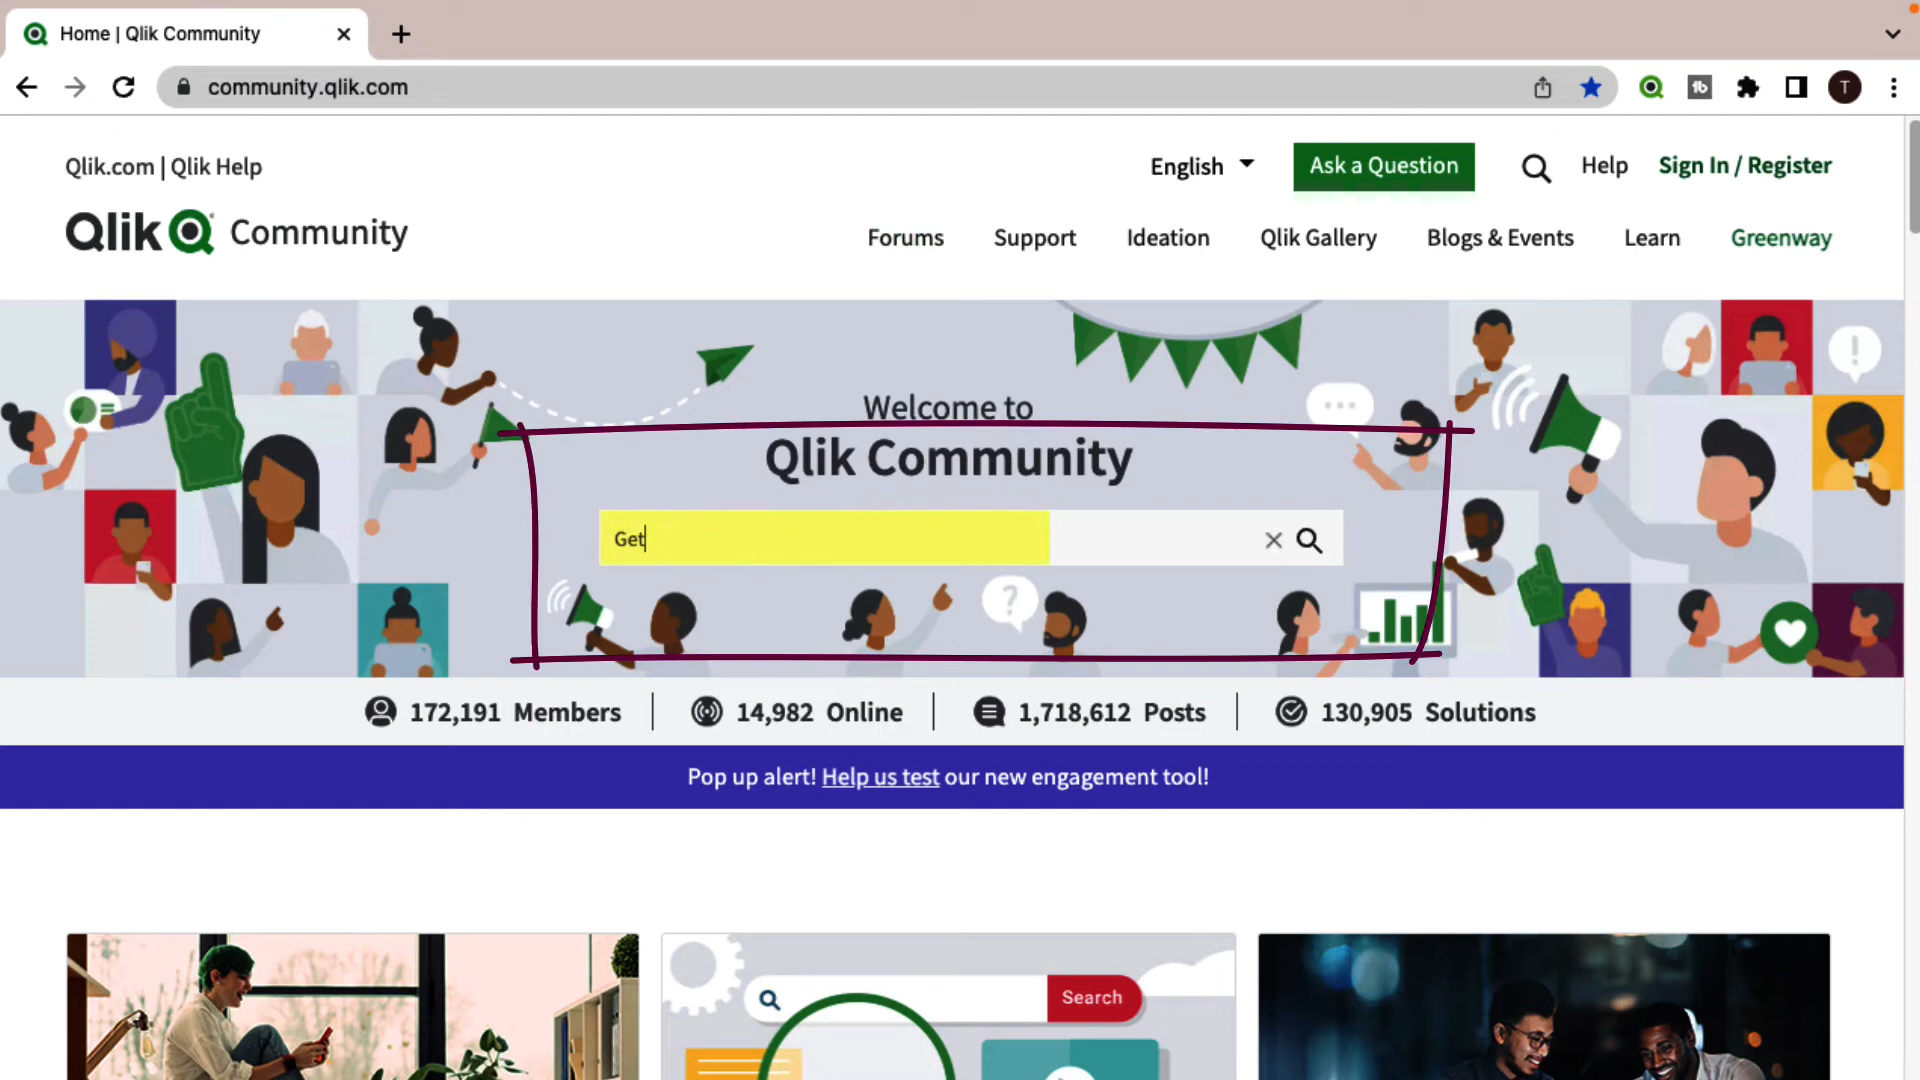 Home | Qlik Community
community.qlik.com
T
Qlik.com | Qlik Help
English
Ask a Question
Help
Sign In / Register
Qlik Community
Forums
Support
Ideation
Qlik Gallery
Blogs & Events
Learn
Greenway
Welcome to
Qlik Community
Get
172,191 Members
14,982 Online
1,718,612 Posts
130,905 Solutions
Pop up alert! Help us test our new engagement tool!
Search